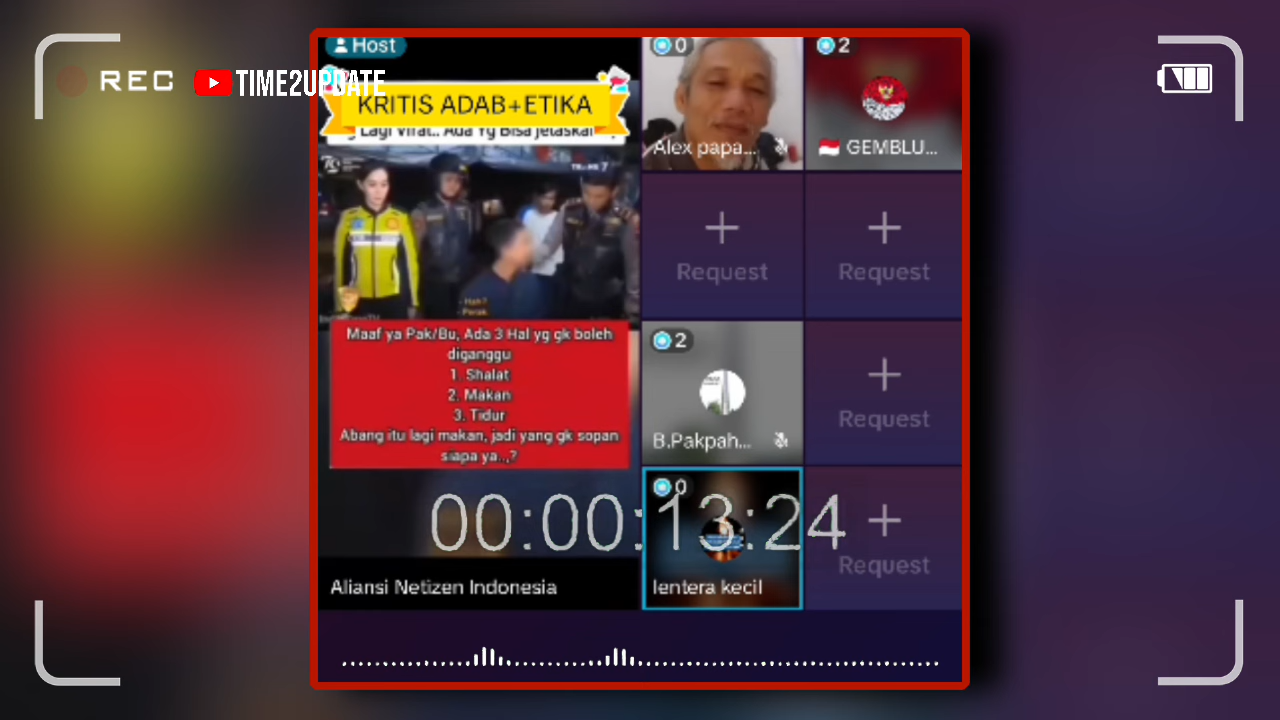 Host
REC
TIME2UPDATE
KRITIS ADAB+ETIKA
Lagi Viral.. Ada Yg Bisa jelaskan
Maaf ya Pak/Bu, Ada 3 Hal yg gk boleh
diganggu
1. Shalat
2. Makan
3. Tidur
Abang itu lagi makan, jadi yang gk sopan
siapa ya..,?
Aliansi Netizen Indonesia
0
Alex papa...
2
GEMBLU...
Request
Request
2
B.Pakpah...
Request
0
lentera kecil
Request
00:00:13:24